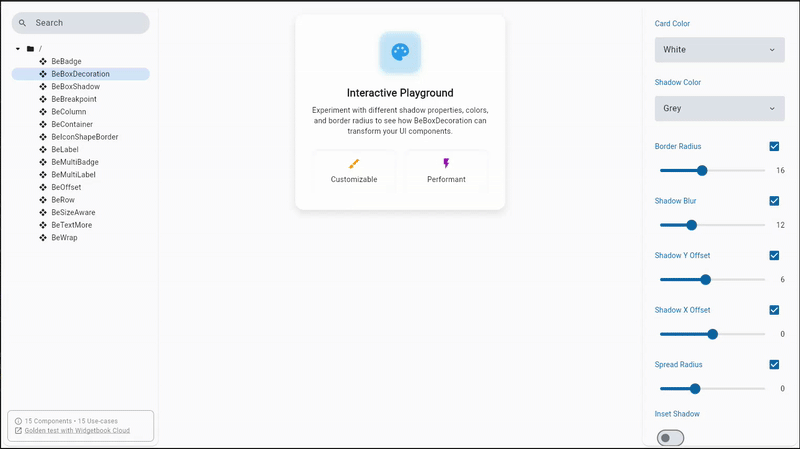 Search
/
BeBadge
BeBoxDecoration
BeBoxShadow
BeBreakpoint
BeColumn
BeContainer
BeIconShapeBorder
BeLabel
BeMultiBadge
BeMultiLabel
BeOffset
BeRow
BeSizeAware
BeTextMore
BeWrap
15 Components • 15 Use-cases
Golden test with Widgetbook Cloud
Interactive Playground
Experiment with different shadow properties, colors,
and border radius to see how BeBoxDecoration can
transform your UI components.
Customizable
Performant
Card Color
White
Shadow Color
Grey
Border Radius
16
Shadow Blur
12
Shadow Y Offset
6
Shadow X Offset
0
Spread Radius
0
Inset Shadow